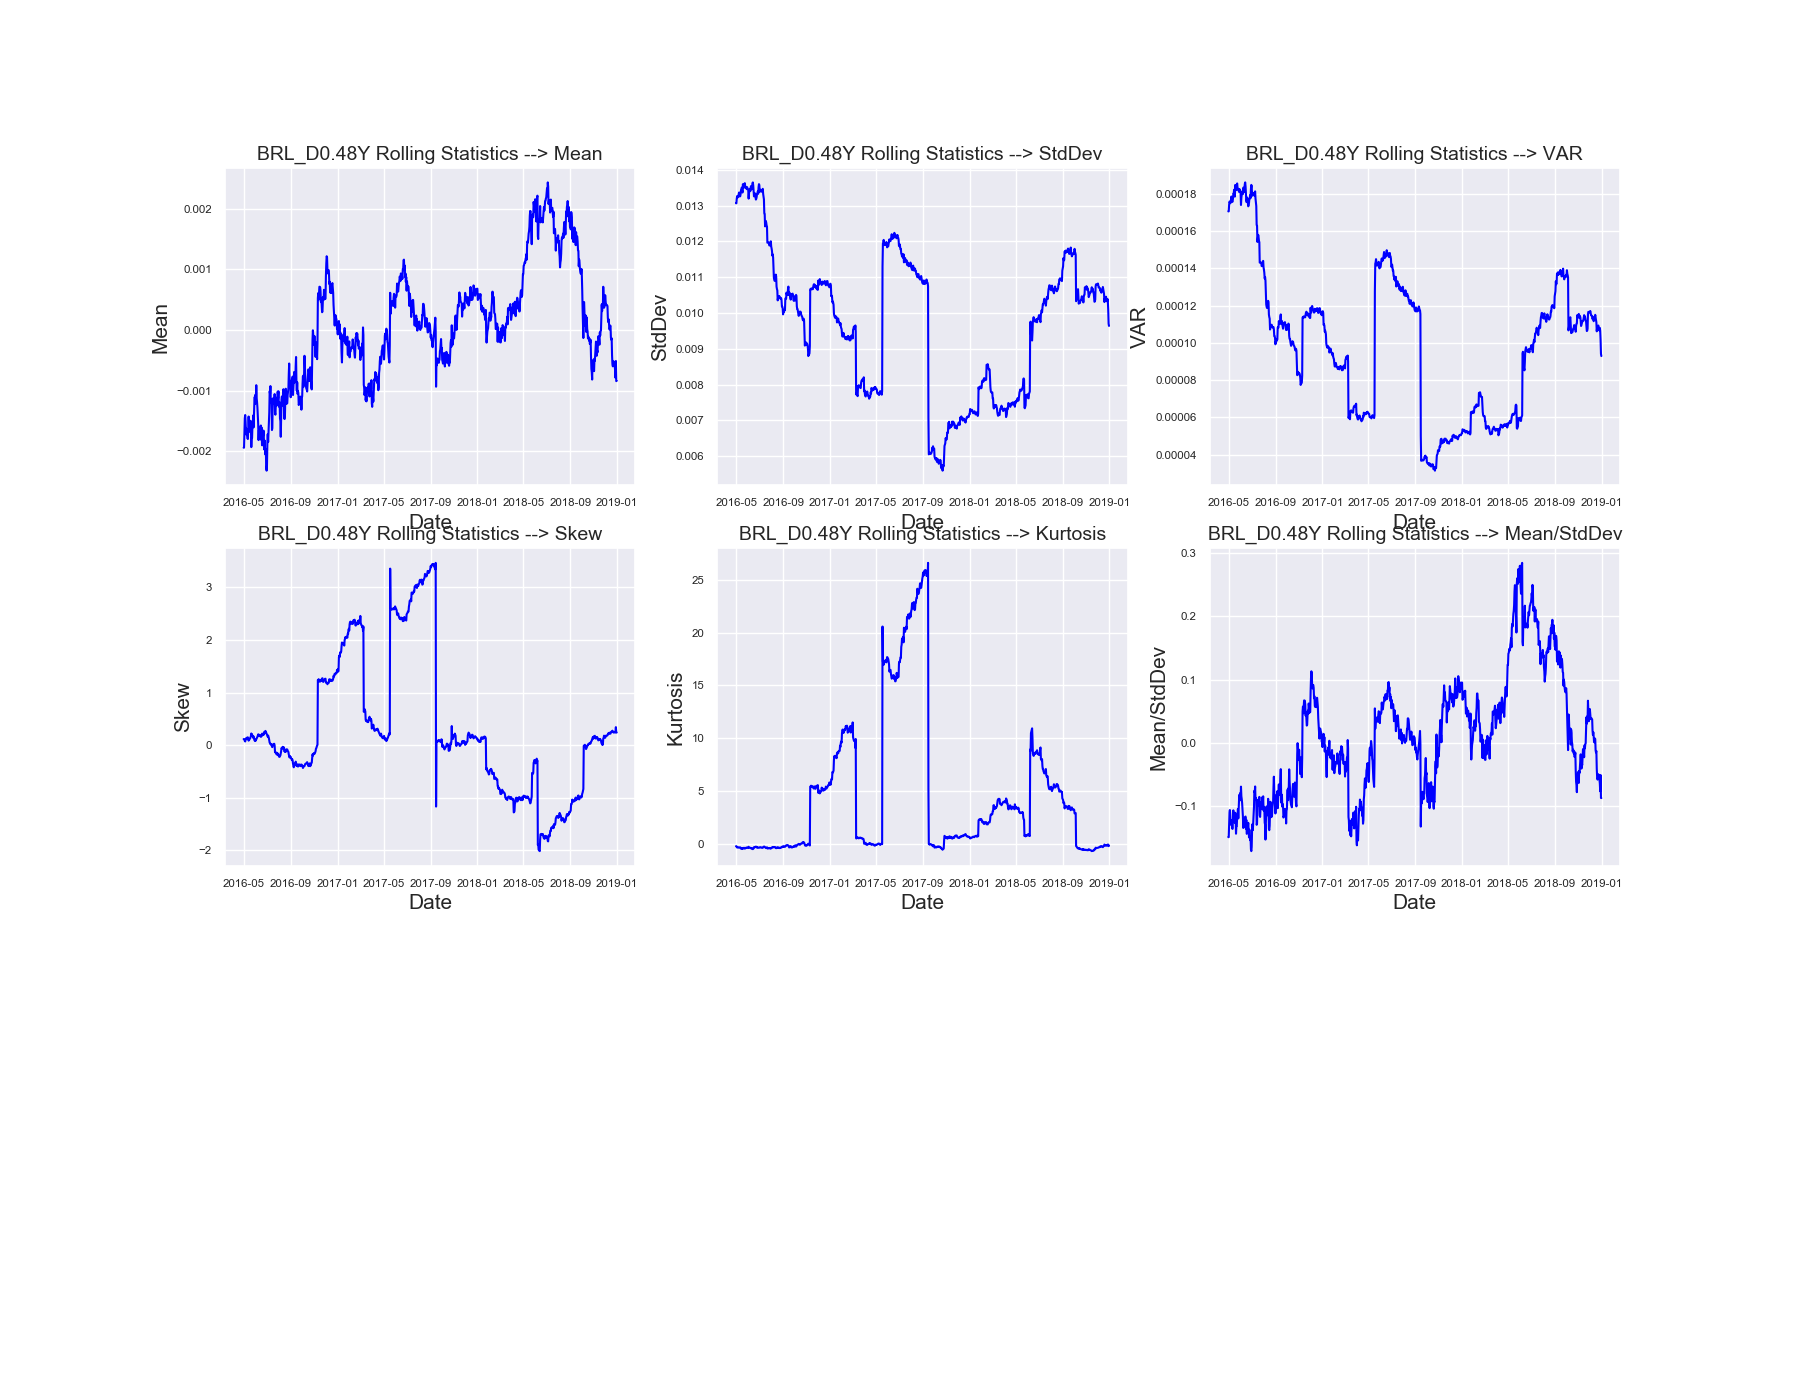 BRL_D0.48Y Rolling Statistics --> Mean
BRL_D0.48Y Rolling Statistics --> StdDev
BRL_D0.48Y Rolling Statistics --> VAR
Mean
0.002
0.001
0.000
−0.001
−0.002
2016-05 2016-09 2017-01 2017-05 2017-09 2018-01 2018-05 2018-09 2019-01
Date
StdDev
0.014
0.013
0.012
0.011
0.010
0.009
0.008
0.007
0.006
2016-05 2016-09 2017-01 2017-05 2017-09 2018-01 2018-05 2018-09 2019-01
Date
VAR
0.00018
0.00016
0.00014
0.00012
0.00010
0.00008
0.00006
0.00004
2016-05 2016-09 2017-01 2017-05 2017-09 2018-01 2018-05 2018-09 2019-01
Date
BRL_D0.48Y Rolling Statistics --> Skew
BRL_D0.48Y Rolling Statistics --> Kurtosis
BRL_D0.48Y Rolling Statistics --> Mean/StdDev
Skew
3
2
1
0
−1
−2
2016-05 2016-09 2017-01 2017-05 2017-09 2018-01 2018-05 2018-09 2019-01
Date
Kurtosis
25
20
15
10
5
0
2016-05 2016-09 2017-01 2017-05 2017-09 2018-01 2018-05 2018-09 2019-01
Date
Mean/StdDev
0.3
0.2
0.1
0.0
−0.1
2016-05 2016-09 2017-01 2017-05 2017-09 2018-01 2018-05 2018-09 2019-01
Date